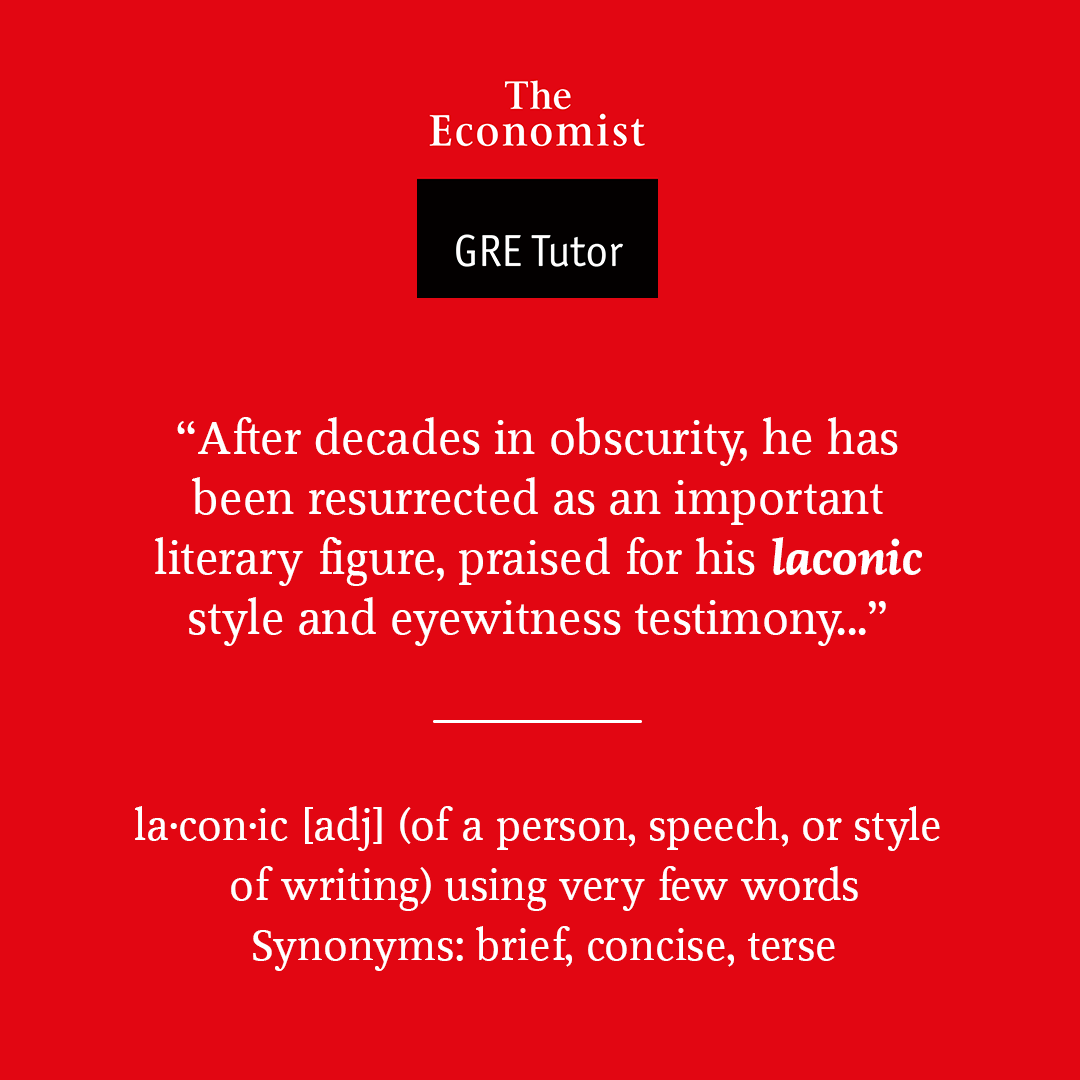 The
Economist
GRE Tutor
“After decades in obscurity, he has
been resurrected as an important
literary figure, praised for his laconic
style and eyewitness testimony...”
la·con·ic [adj] (of a person, speech, or style
of writing) using very few words
Synonyms: brief, concise, terse